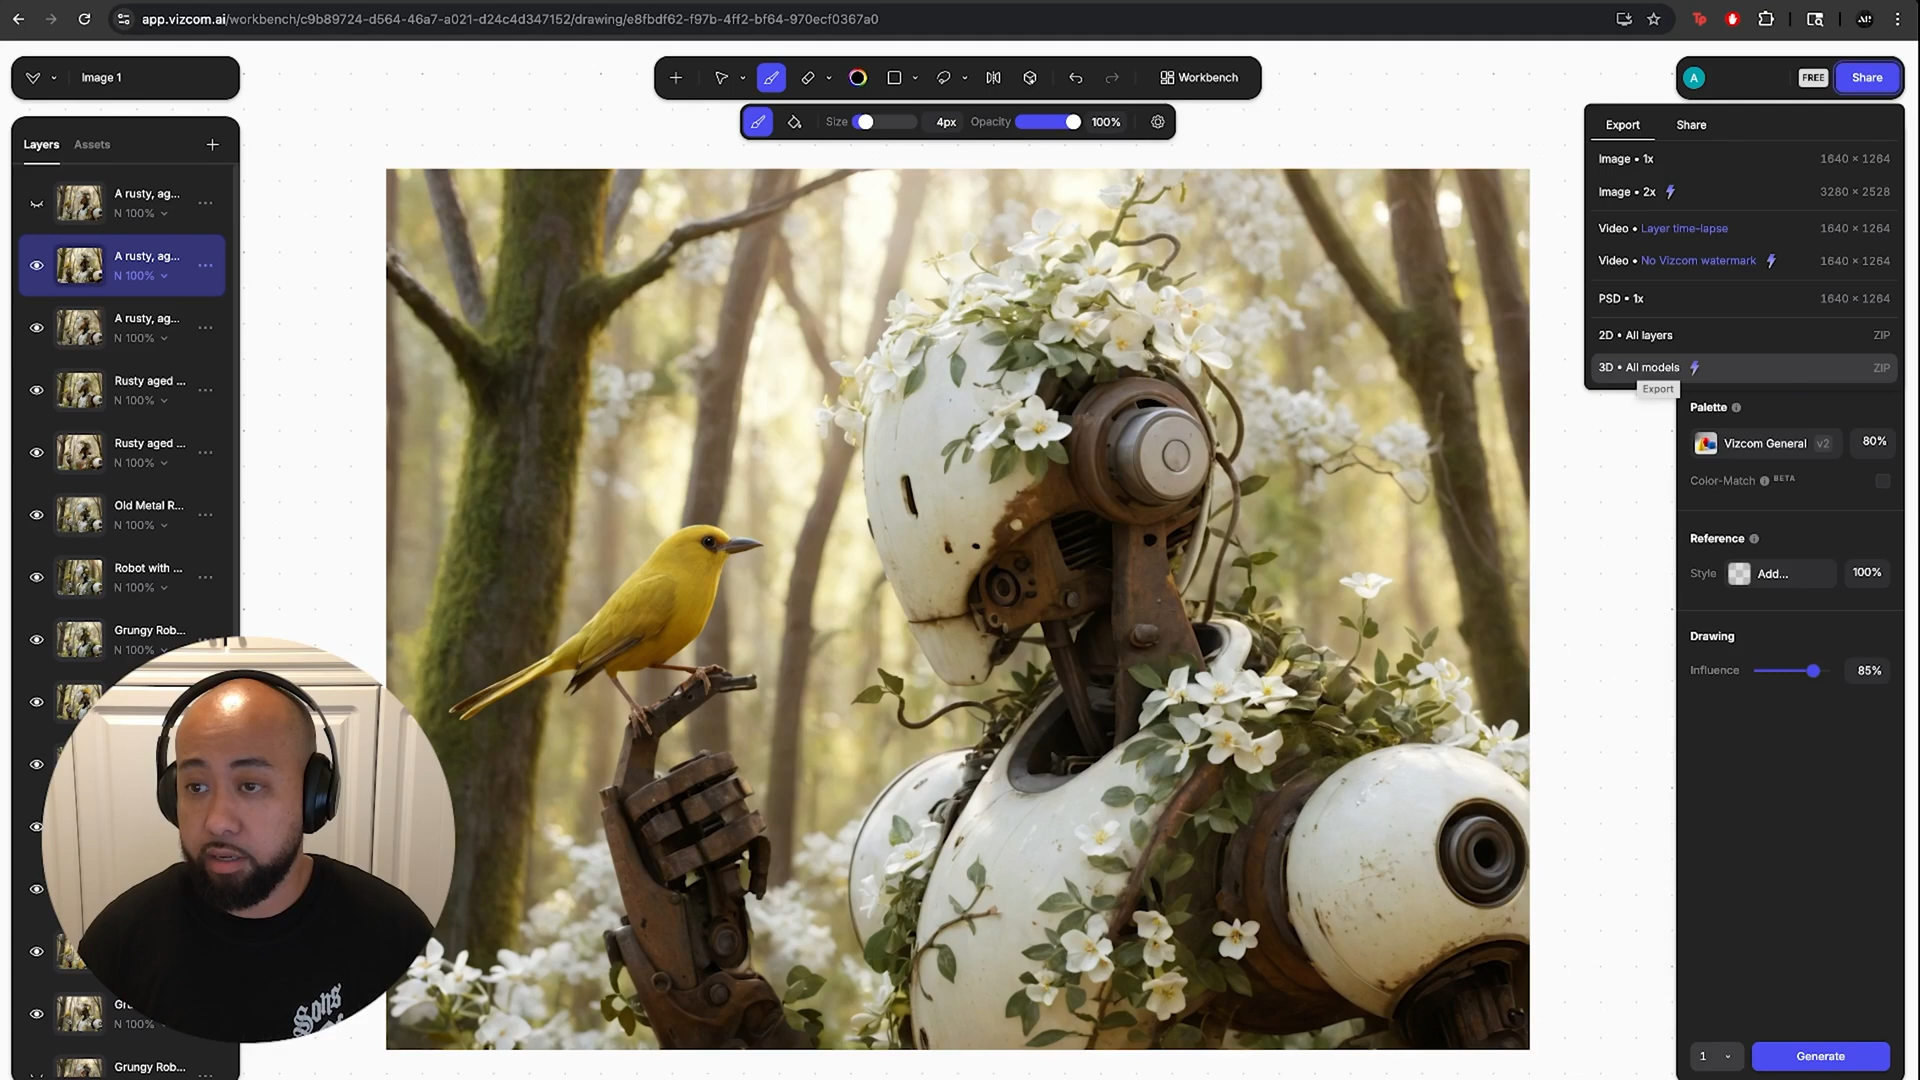 app.vizcom.ai/workbench/c9b89724-d564-46a7-a021-d24c4d347152/drawing/e8fbdf62-f97b-4ff2-bf64-970ecf0367a0
Image 1
Workbench
A
FREE
Share
Size
4px
Opacity
100%
Layers
Assets
A rusty, ag...
N 100%
A rusty, ag...
N 100%
A rusty, ag...
N 100%
Rusty aged ...
N 100%
Rusty aged ...
N 100%
Old Metal R...
N 100%
Robot with ...
N 100%
Grungy Rob...
N 100%
N 100%
Grungy Rob...
Sons
Export
Share
Image • 1x
1640 × 1264
Image • 2x
3280 × 2528
Video • Layer time-lapse
1640 × 1264
Video • No Vizcom watermark
1640 × 1264
PSD • 1x
1640 × 1264
2D • All layers
ZIP
3D • All models
ZIP
Export
Palette
Vizcom General v2
80%
Color-Match
BETA
Reference
Style
Add...
100%
Drawing
Influence
85%
1
Generate